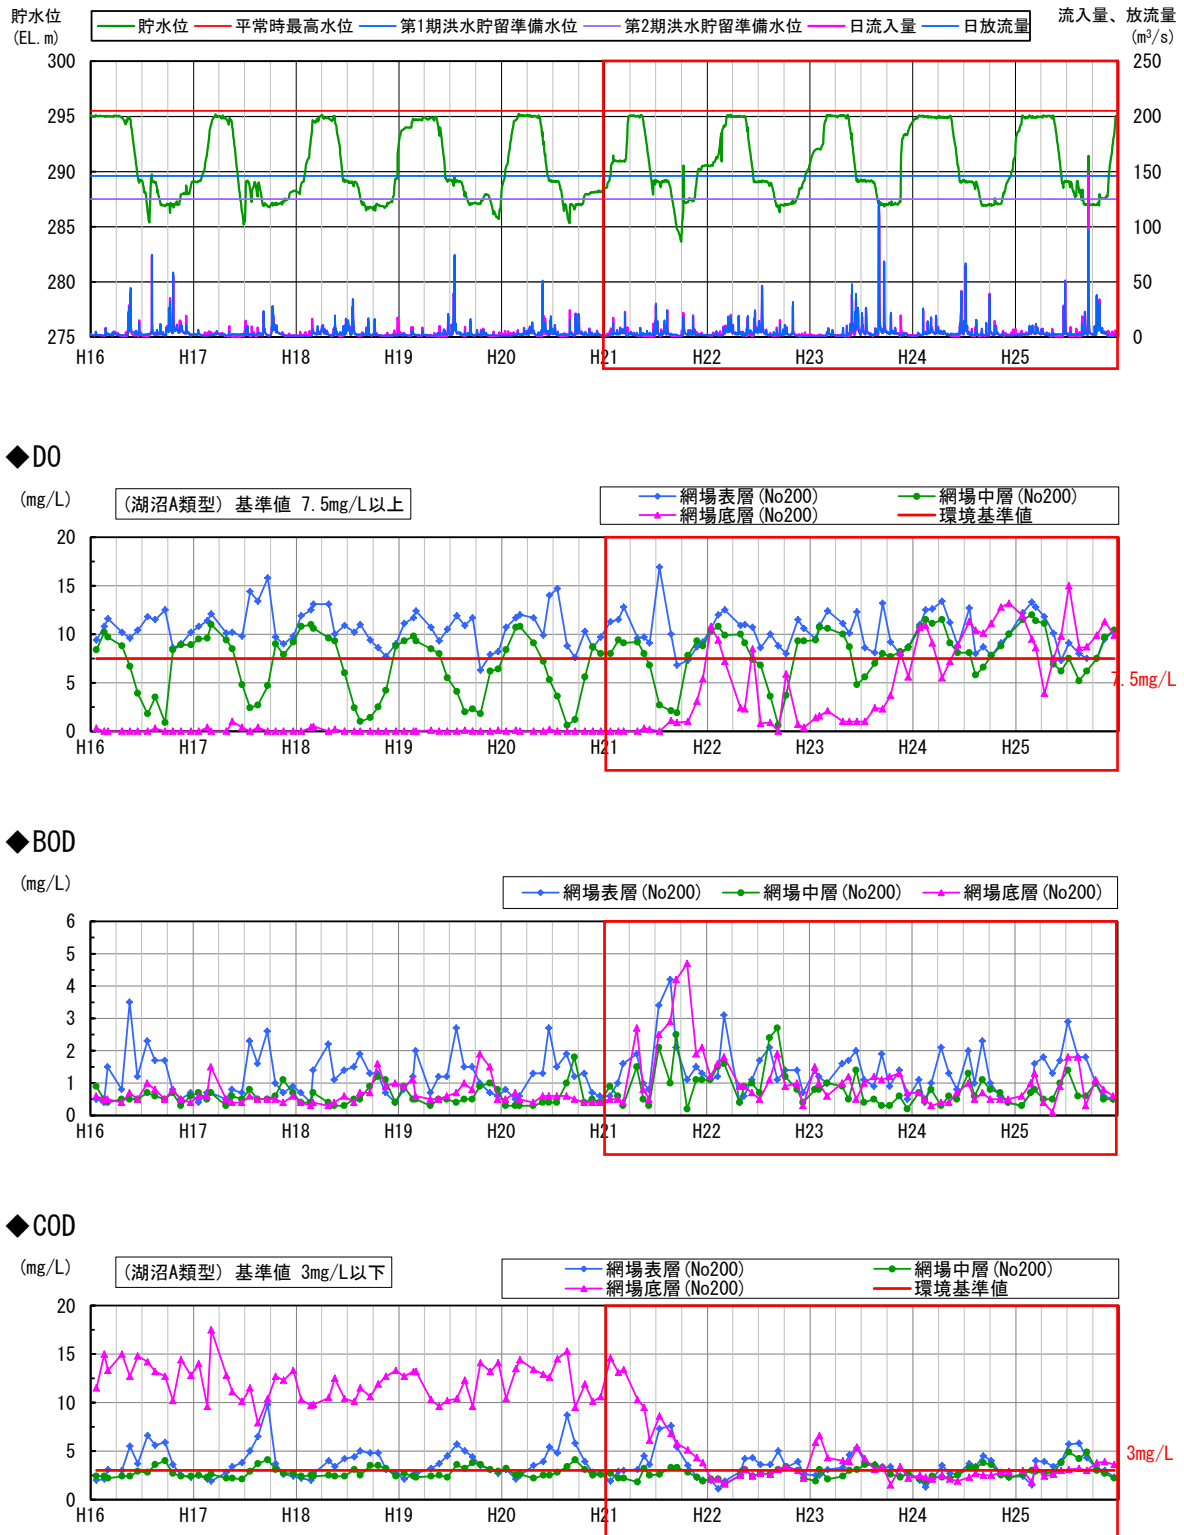 貯水位
(EL.m)
流入量、放流量
(m³/s)
貯水位 平常時最高水位 第1期洪水貯留準備水位 第2期洪水貯留準備水位 日流入量 日放流量
300 250
295 200
290 150
285 100
280 50
275 0
H16 H17 H18 H19 H20 H21 H22 H23 H24 H25
◆DO
(mg/L)
(湖沼A類型) 基準値 7.5mg/L以上
網場表層(No200) 網場中層(No200)
網場底層(No200) 環境基準値
20
15
10
5
0
7.5mg/L
H16 H17 H18 H19 H20 H21 H22 H23 H24 H25
◆BOD
(mg/L)
網場表層(No200) 網場中層(No200) 網場底層(No200)
6
5
4
3
2
1
0
H16 H17 H18 H19 H20 H21 H22 H23 H24 H25
◆COD
(mg/L)
(湖沼A類型) 基準値 3mg/L以下
網場表層(No200) 網場中層(No200)
網場底層(No200) 環境基準値
20
15
10
5
0
3mg/L
H16 H17 H18 H19 H20 H21 H22 H23 H24 H25